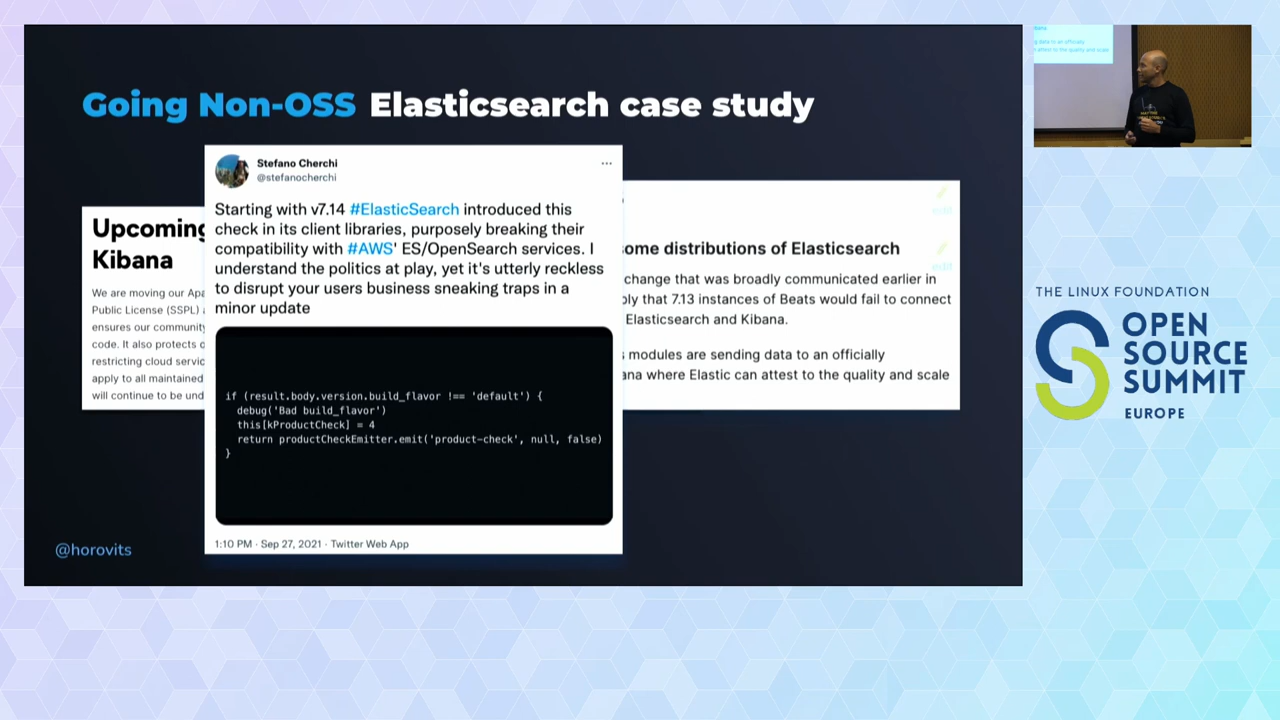 Going Non-OSS Elasticsearch case study
Upcoming
Kibana
We are moving our Apa
Public License (SSPL) a
ensures our community
code. It also protects o
restricting cloud servic
apply to all maintained
will continue to be und
Stefano Cherchi
@stefanocherchi
Starting with v7.14 #ElasticSearch introduced this
check in its client libraries, purposely breaking their
compatibility with #AWS' ES/OpenSearch services. I
understand the politics at play, yet it's utterly reckless
to disrupt your users business sneaking traps in a
minor update
if (result.body.version.build_flavor !== 'default') {
debug('Bad build_flavor')
this[kProductCheck] = 4
return productCheckEmitter.emit('product-check', null, false)
}
1:10 PM · Sep 27, 2021 · Twitter Web App
edit
some distributions of Elasticsearch
edit
change that was broadly communicated earlier in
ply that 7.13 instances of Beats would fail to connect
Elasticsearch and Kibana.
s modules are sending data to an officially
ana where Elastic can attest to the quality and scale
@horovits
THE LINUX FOUNDATION
OPEN
SOURCE
SUMMIT
EUROPE